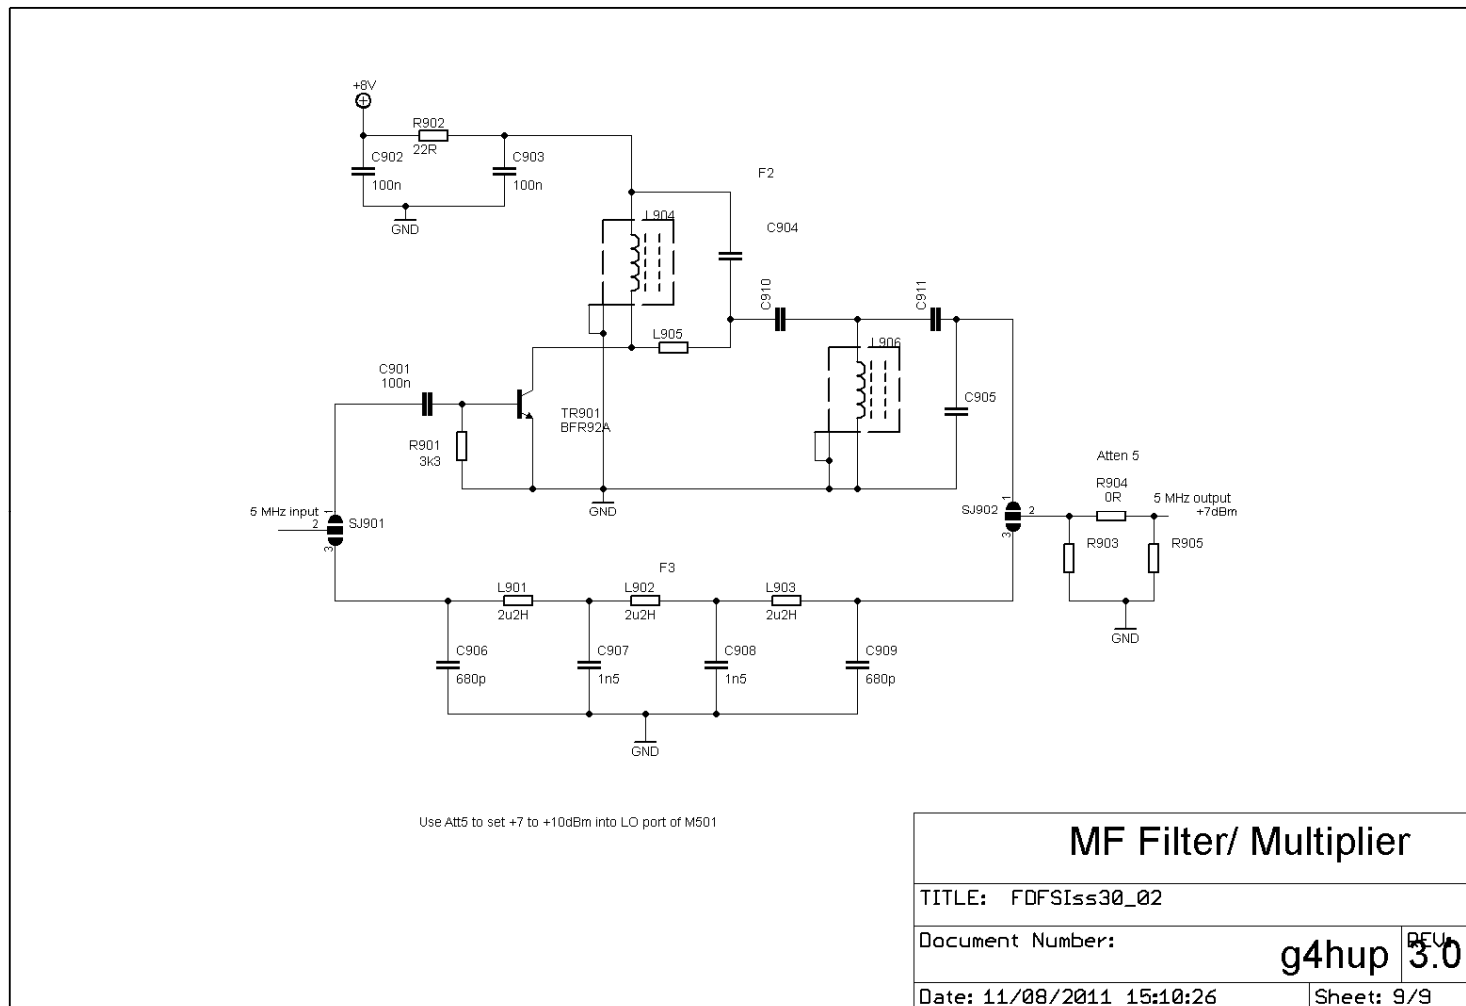 +8V
R902
22R
C902
100n
C903
100n
GND
F2
L904
C904
C910
C911
L905
L906
C901
100n
TR901
BFR92A
R901
3k3
C905
GND
Atten 5
R904
0R
5 MHz input
1
2
3
SJ901
SJ902
1
2
3
5 MHz output
+7dBm
R903
R905
GND
F3
L901
2u2H
L902
2u2H
L903
2u2H
C906
680p
C907
1n5
C908
1n5
C909
680p
GND
Use Att5 to set +7 to +10dBm into LO port of M501
MF Filter/ Multiplier
TITLE: FDFSIss30_02
Document Number:
g4hup
REV:
3.0
Date: 11/08/2011 15:10:26
Sheet: 9/9